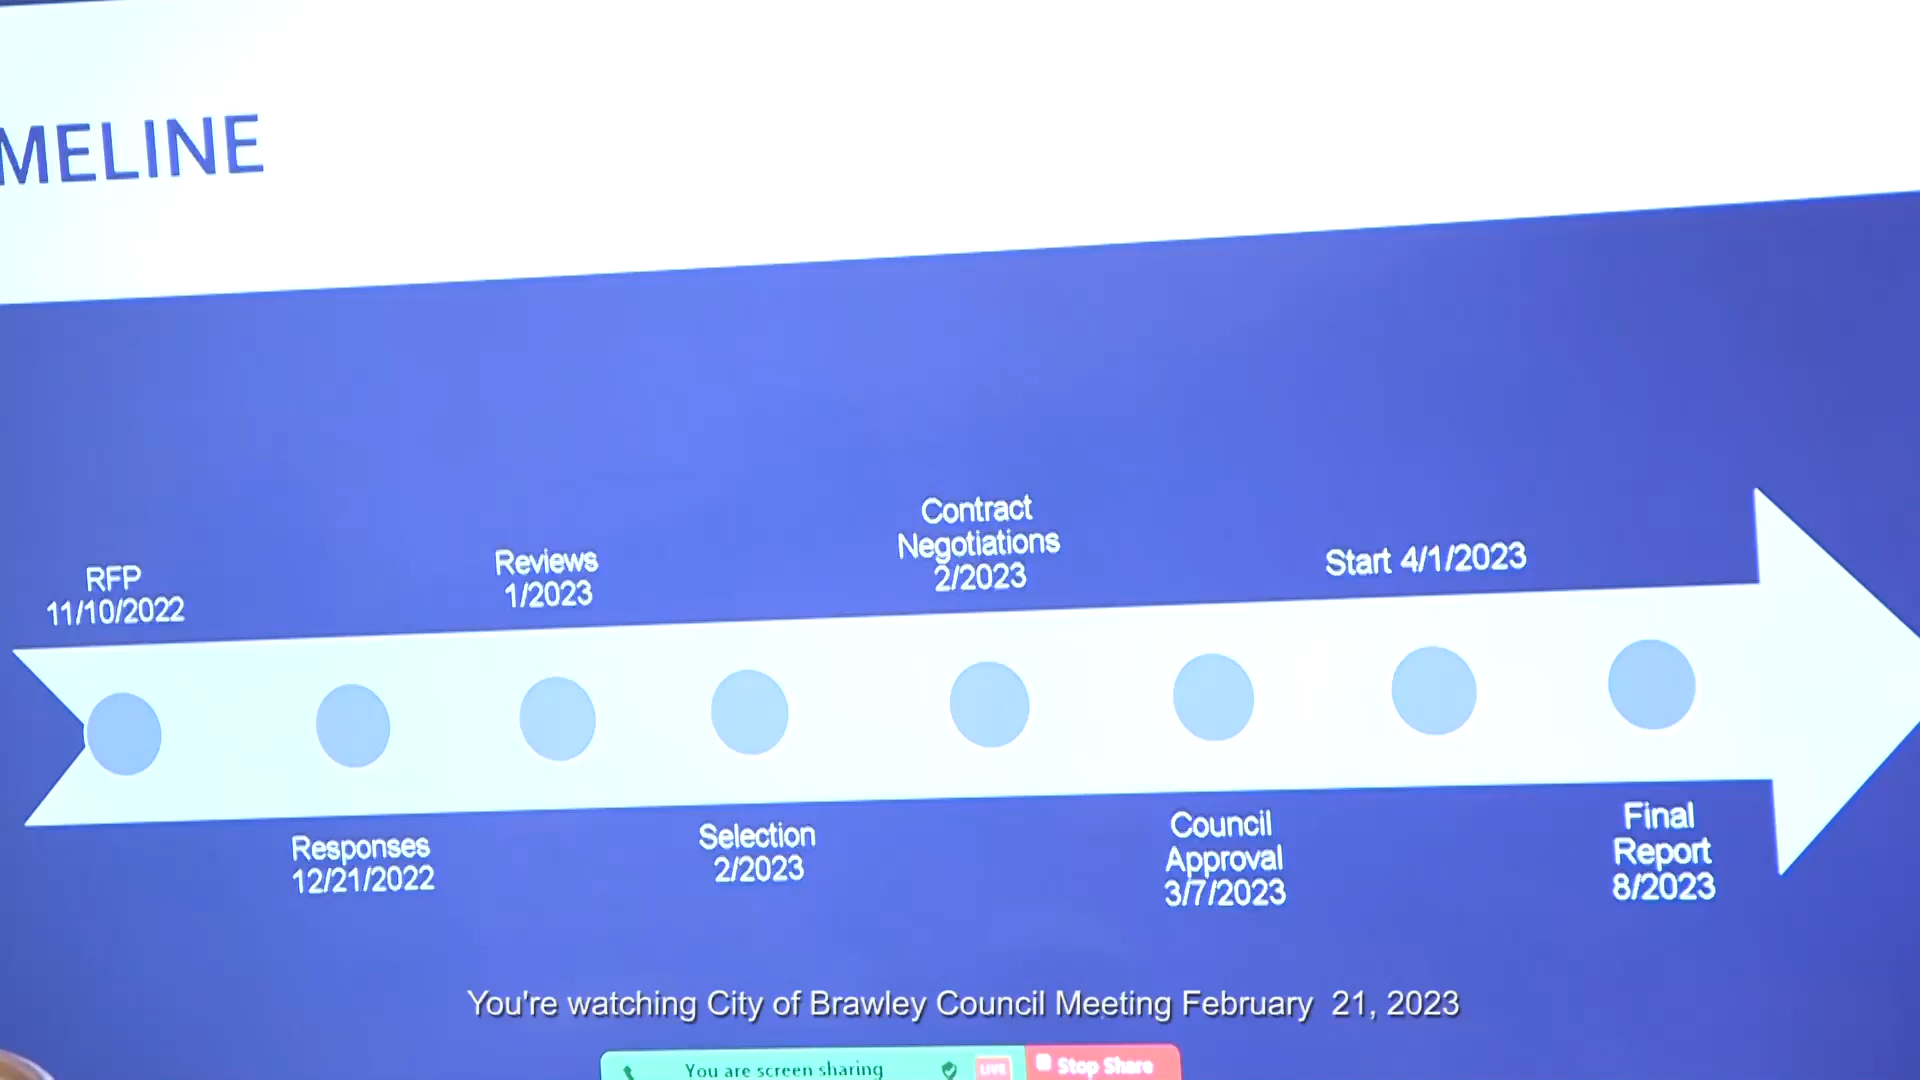 MELINE
RFP
11/10/2022
Responses
12/21/2022
Reviews
1/2023
Selection
2/2023
Contract
Negotiations
2/2023
Council
Approval
3/7/2023
Start 4/1/2023
Final
Report
8/2023
You're watching City of Brawley Council Meeting February 21, 2023
You are screen sharing
LIVE
Stop Share